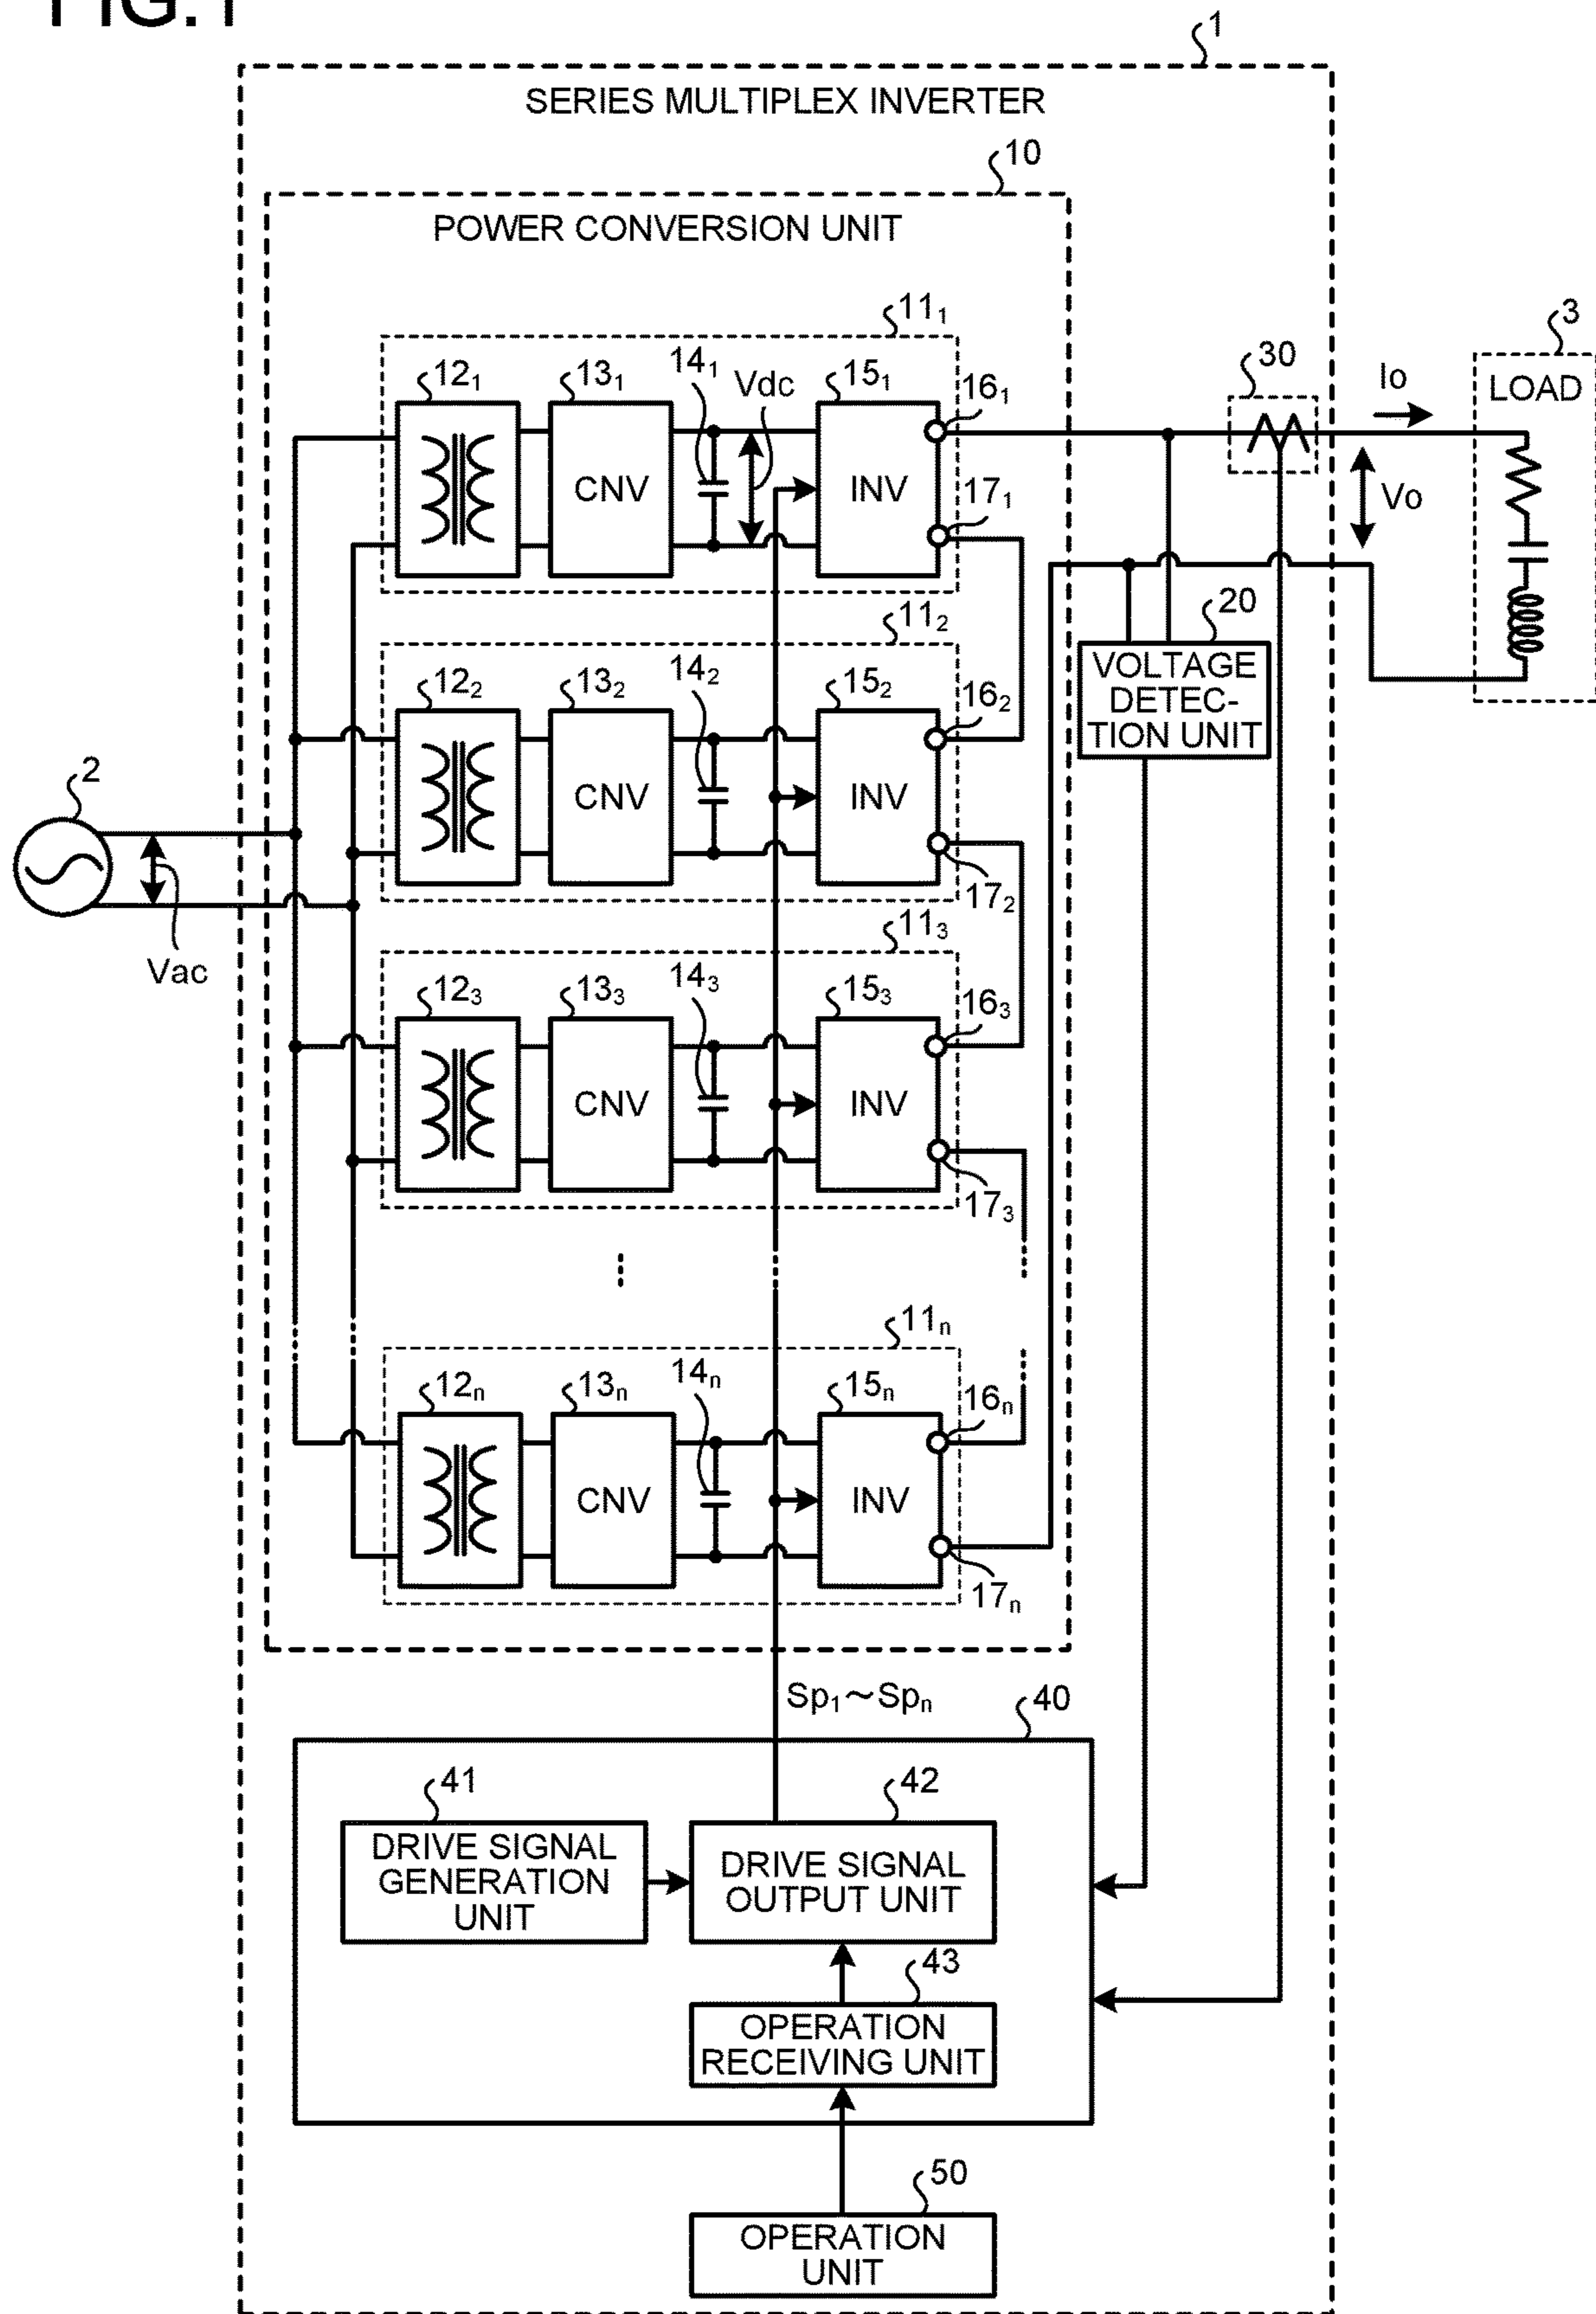 FIG.1
1
SERIES MULTIPLEX INVERTER
10
POWER CONVERSION UNIT
11₁
12₁
13₁
14₁
Vdc
15₁
16₁
CNV
INV
17₁
30
Io
3
LOAD
Vo
11₂
12₂
13₂
14₂
15₂
16₂
CNV
INV
17₂
20
VOLTAGE
DETEC-
TION UNIT
2
Vac
11₃
12₃
13₃
14₃
15₃
16₃
CNV
INV
17₃
11ₙ
12ₙ
13ₙ
14ₙ
15ₙ
16ₙ
CNV
INV
17ₙ
Sp₁～Spₙ
40
41
DRIVE SIGNAL
GENERATION
UNIT
42
DRIVE SIGNAL
OUTPUT UNIT
43
OPERATION
RECEIVING UNIT
50
OPERATION
UNIT